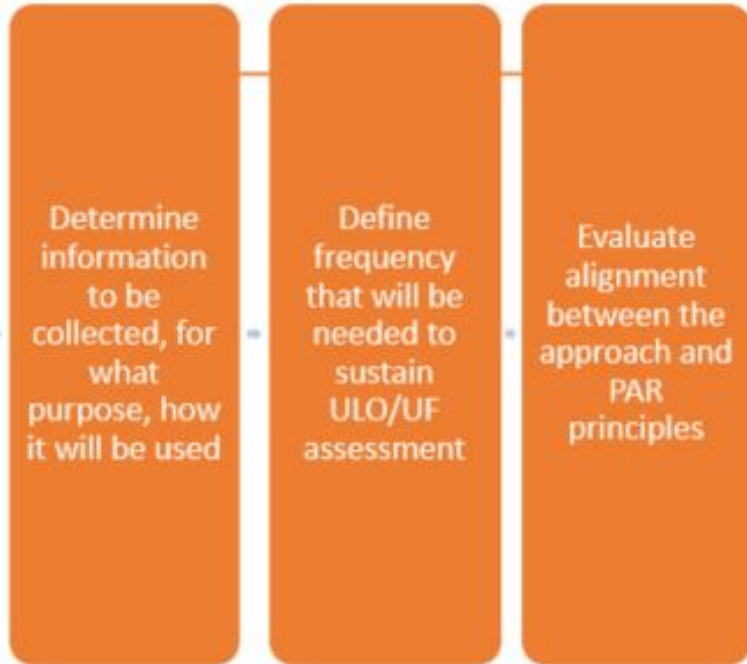 Determine
information
to be
collected, for
what
purpose, how
it will be used
Define
frequency
that will be
needed to
sustain
ULO/UF
assessment
Evaluate
alignment
between the
approach and
PAR
principles